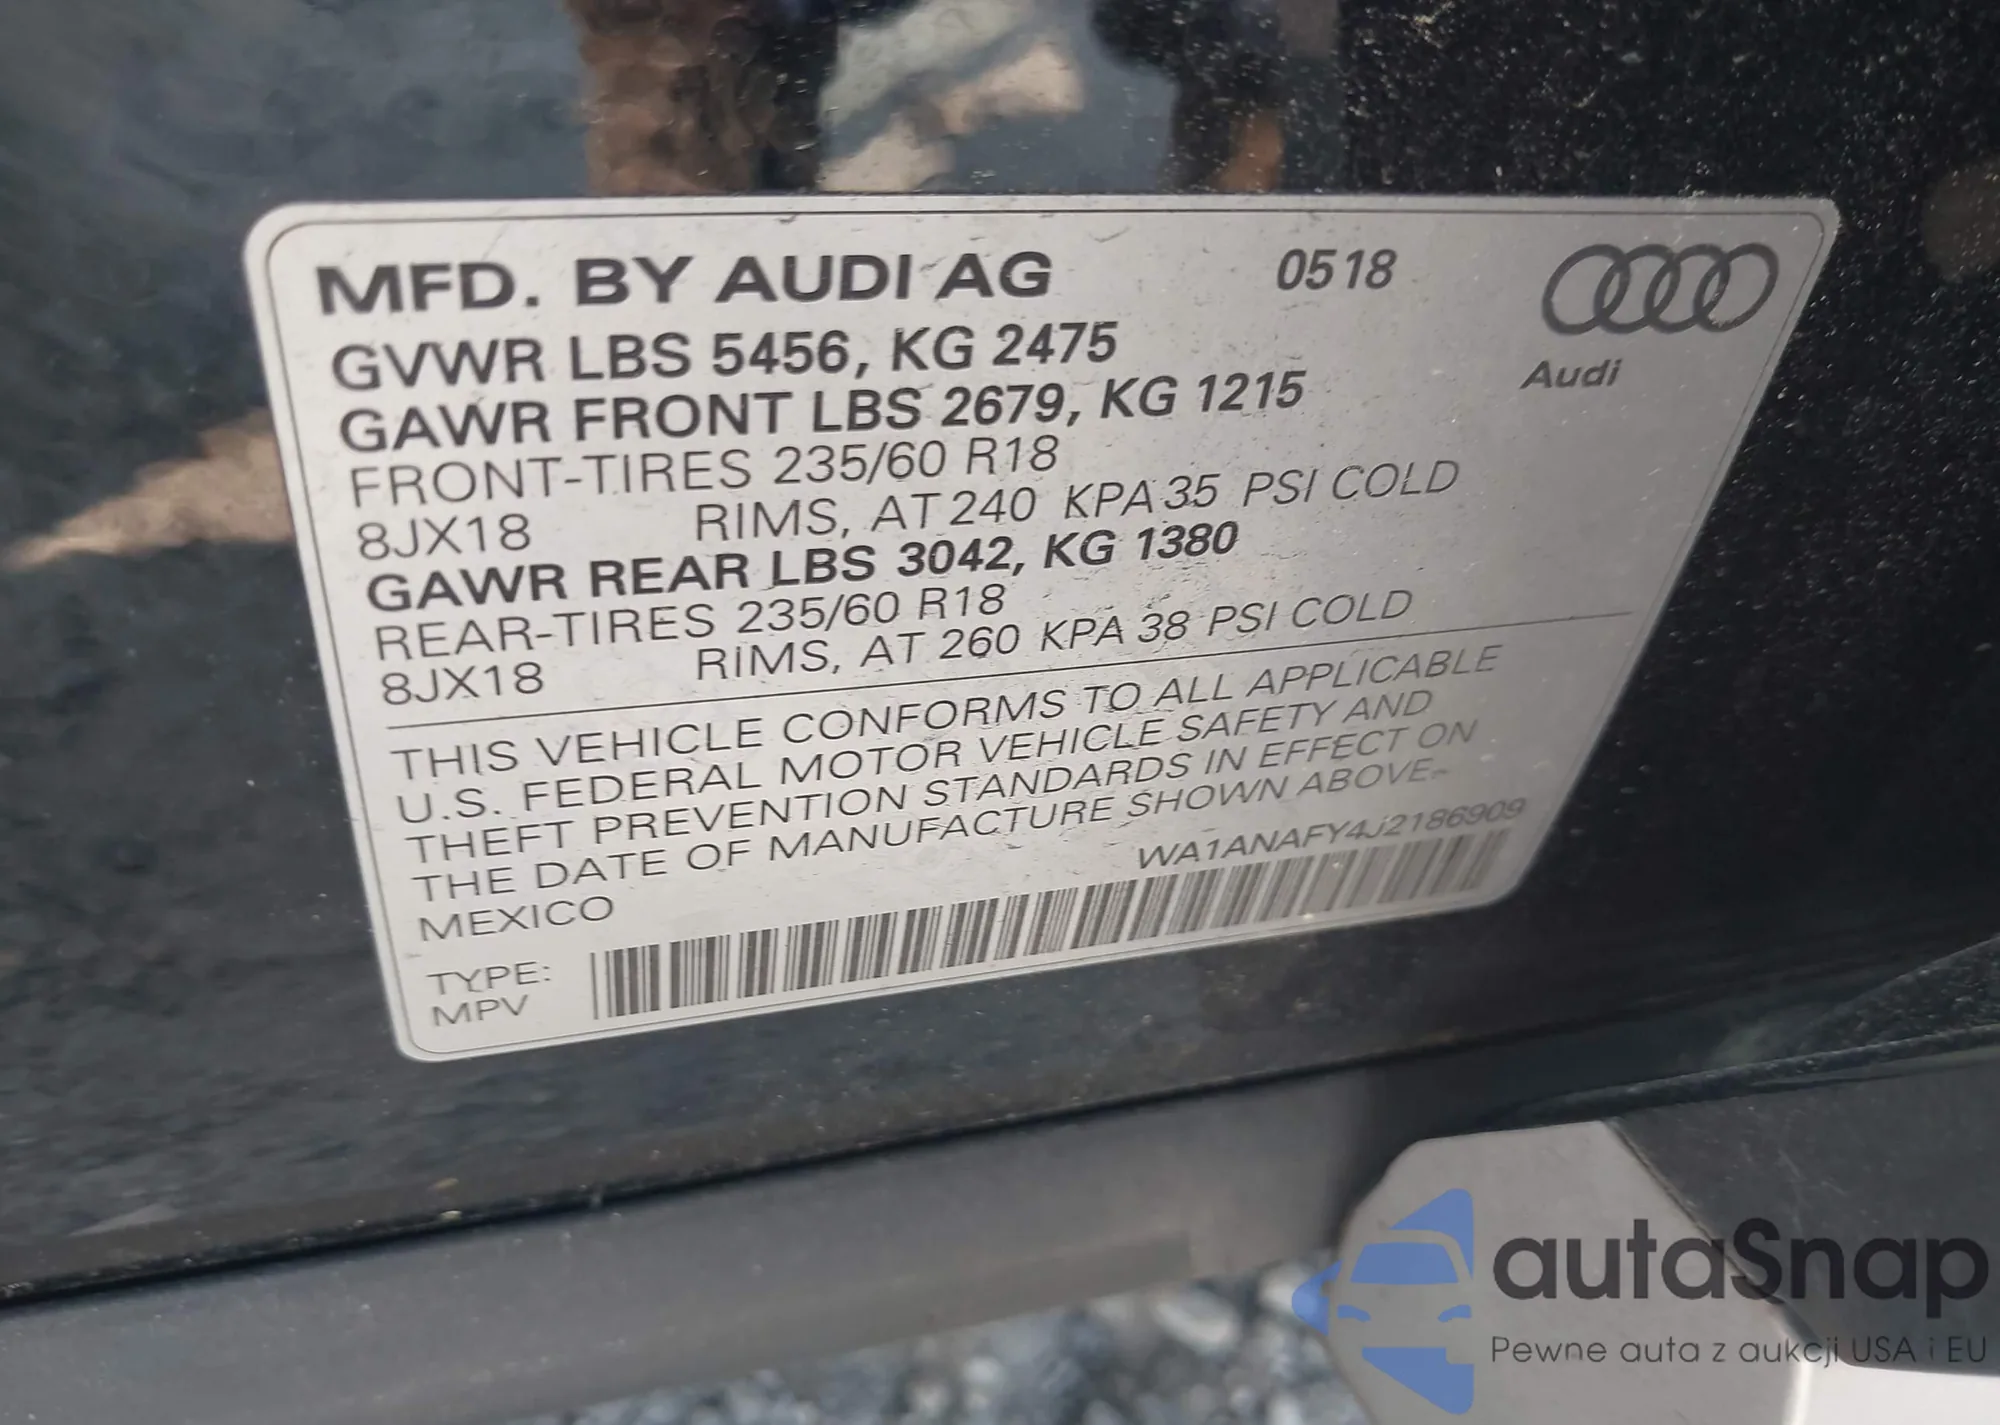 MFD. BY AUDI AG 0518
Audi
GVWR LBS 5456, KG 2475
GAWR FRONT LBS 2679, KG 1215
FRONT-TIRES 235/60 R18
8JX18 RIMS, AT 240 KPA 35 PSI COLD
GAWR REAR LBS 3042, KG 1380
REAR-TIRES 235/60 R18
8JX18 RIMS, AT 260 KPA 38 PSI COLD
THIS VEHICLE CONFORMS TO ALL APPLICABLE
U.S. FEDERAL MOTOR VEHICLE SAFETY AND
THEFT PREVENTION STANDARDS IN EFFECT ON
THE DATE OF MANUFACTURE SHOWN ABOVE.
MEXICO WA1ANAFY4J2186909
TYPE:
MPV
autaSnap
Pewne auta z aukcji USA i EU